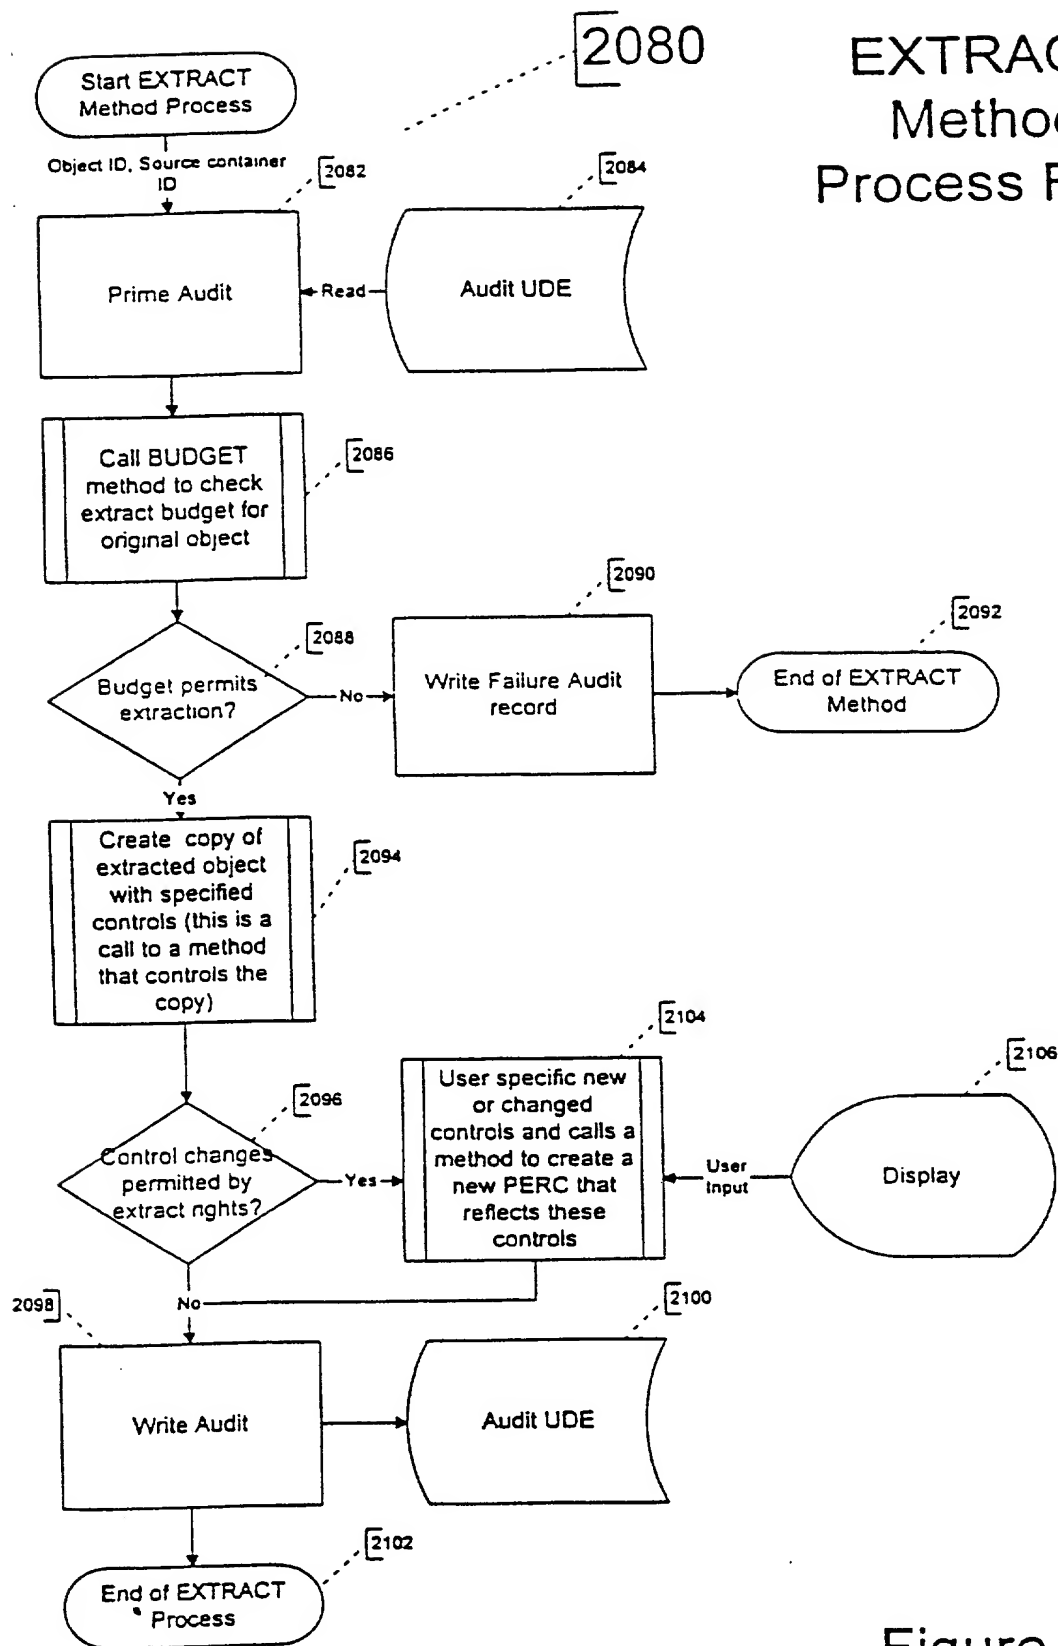 2080
EXTRAC
Metho
Process F
Start EXTRACT
Method Process
Object ID, Source container
ID
2082
2084
Prime Audit
Read
Audit UDE
Call BUDGET
method to check
extract budget for
original object
2086
2088
Budget permits
extraction?
No
2090
Write Failure Audit
record
2092
End of EXTRACT
Method
Yes
Create copy of
extracted object
with specified
controls (this is a
call to a method
that controls the
copy)
2094
2096
Control changes
permitted by
extract rights?
Yes
2104
User specific new
or changed
controls and calls a
method to create a
new PERC that
reflects these
controls
User
Input
2106
Display
No
2098
Write Audit
2100
Audit UDE
2102
End of EXTRACT
Process
Figure